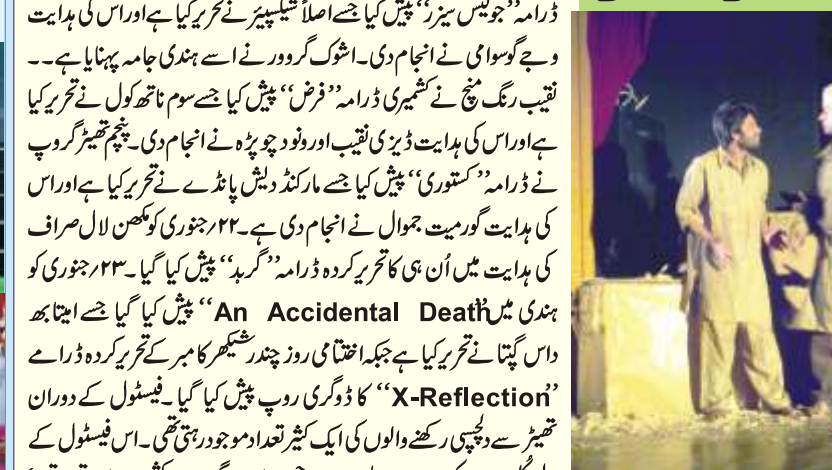 ڈرامہ’’جولیس سیزر‘‘ پیش کیا جسے اصلاً شیکسپیئر نے تحریر کیا ہے اور اس کی ہدایت
وجے گوسوامی نے انجام دی۔اشوک گروور نے اسے ہندی جامہ پہنایا ہے۔۔
نقیب رنگ منچ نے کشمیری ڈرامہ’’فرض‘‘ پیش کیا جسے سوم ناتھ کول نے تحریر کیا
ہے اور اس کی ہدایت ڈیزی نقیب اور ونود چوپڑہ نے انجام دی۔پنچم تھیٹر گروپ
نے ڈرامہ’’کستوری‘‘ پیش کیا جسے مارکنڈ دیش پانڈے نے تحریر کیا ہے اور اس
کی ہدایت گورمیت جموال نے انجام دی ہے۔۲۲؍جنوری کو مکھن لال صراف
کی ہدایت میں اُن ہی کا تحریر کردہ ڈرامہ’’گربد‘‘ پیش کیا گیا۔۲۳؍جنوری کو
ہندی میں’’An Accidental Death‘‘ پیش کیا گیا جسے امیتابھ
داس گپتا نے تحریر کیا ہے جبکہ اختتامی روز چندر شیکھر کامبر کے تحریر کردہ ڈرامے
’’X-Reflection‘‘ کا ڈوگری روپ پیش کیا گیا۔فیسٹول کے دوران
تھیٹر سے دلچسپی رکھنے والوں کی ایک کثیر تعداد موجود رہتی تھی۔اس فیسٹول کے